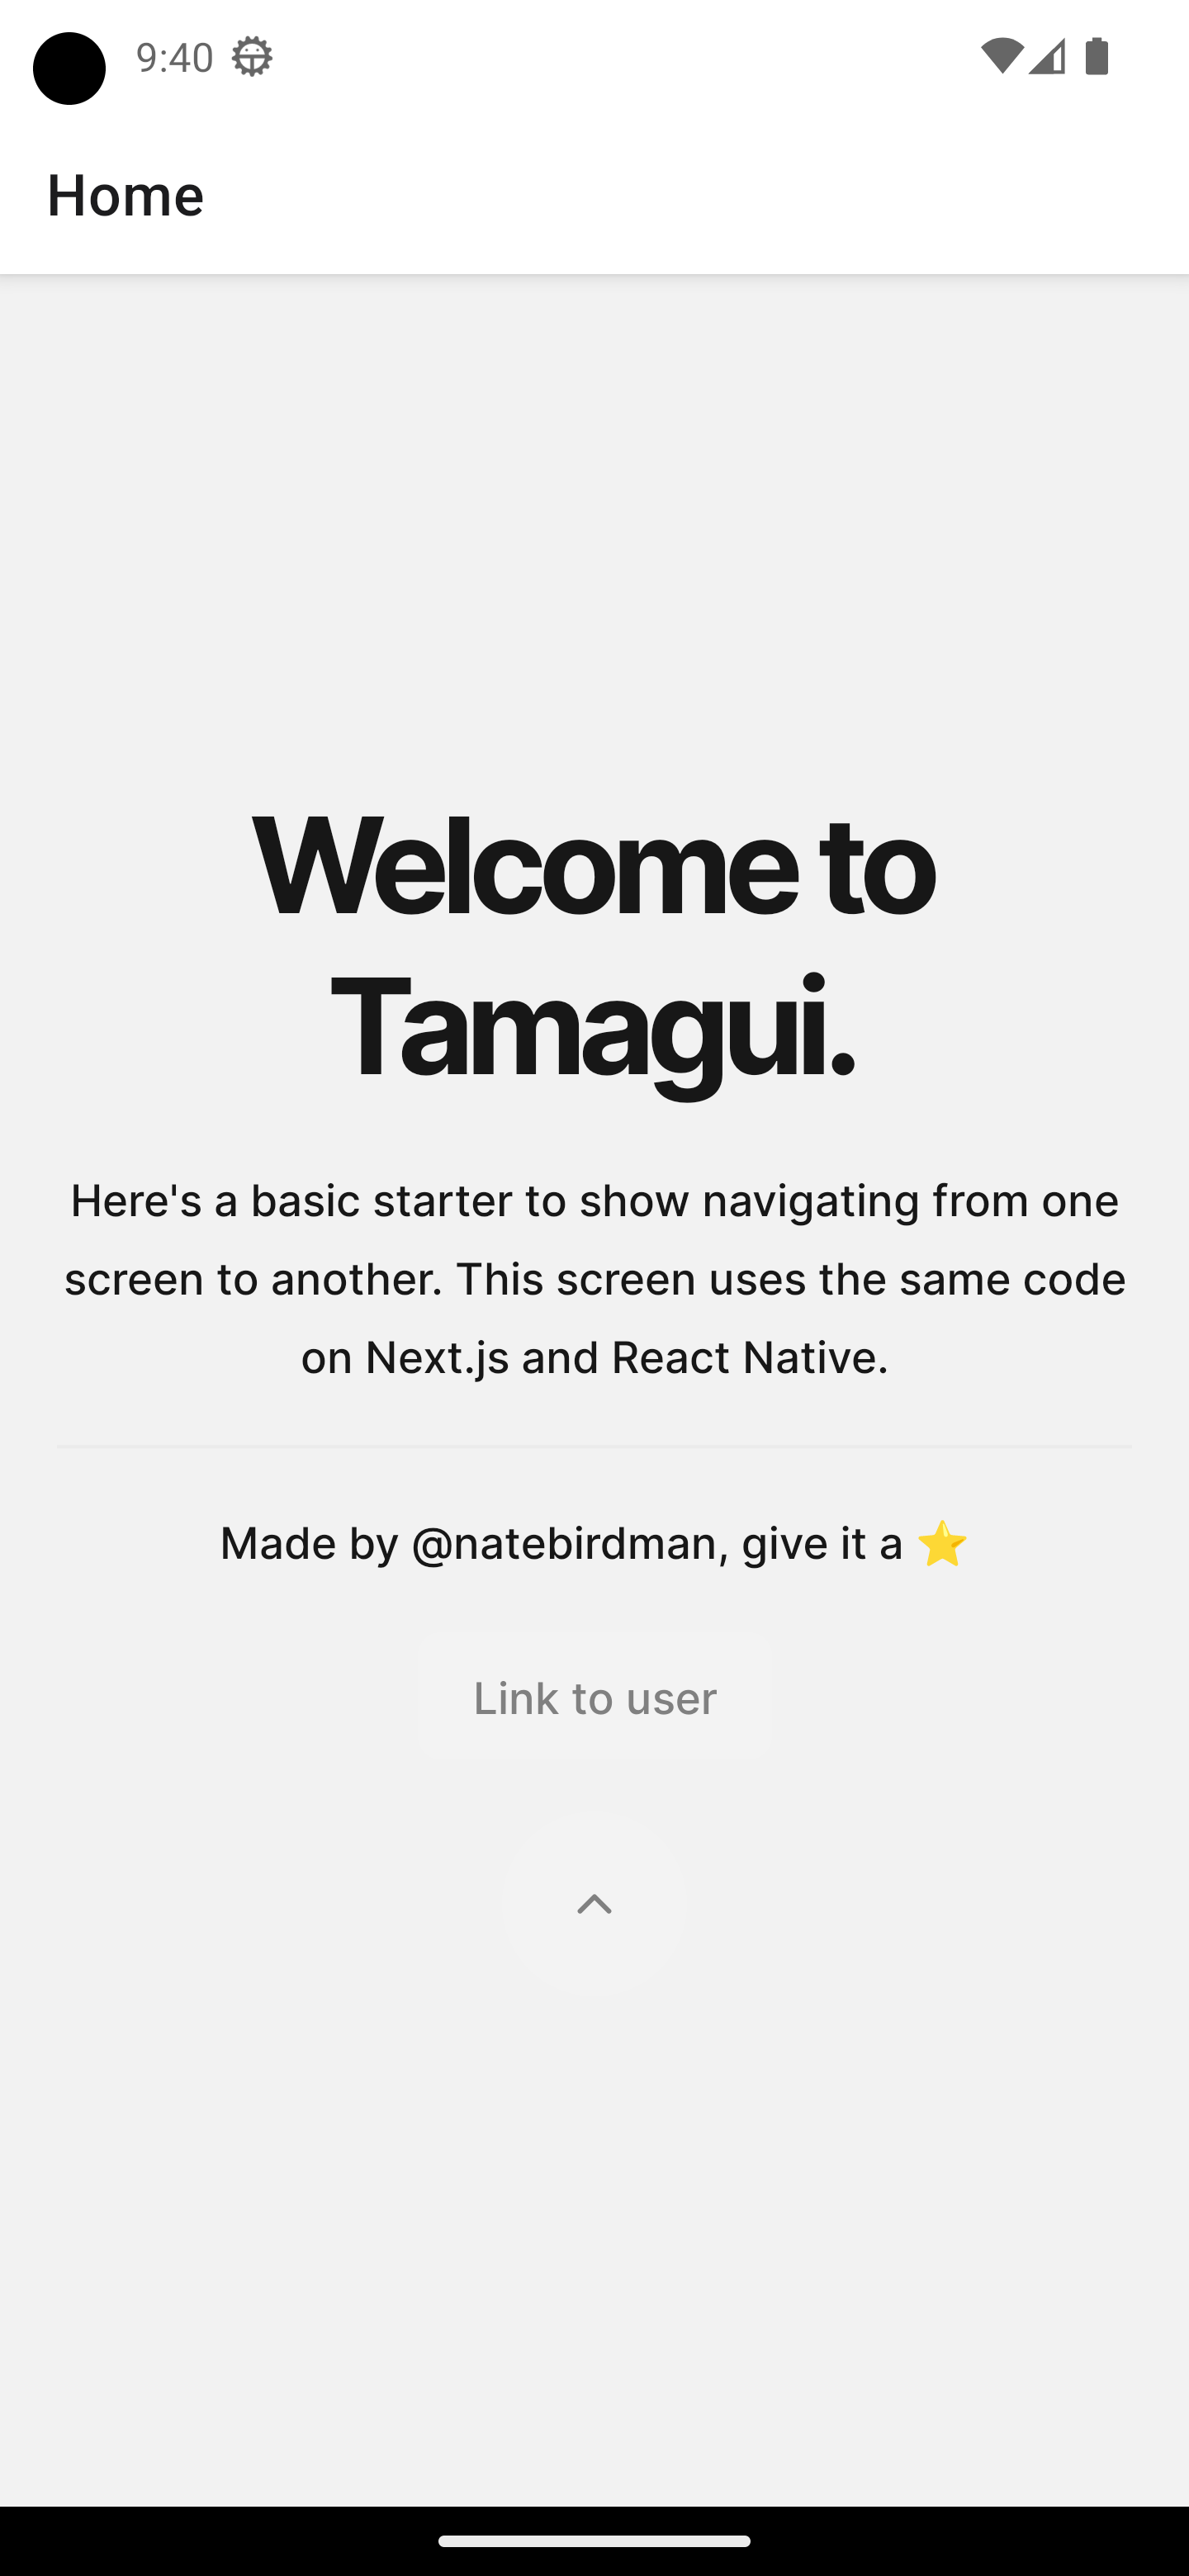 9:40
Home
Welcome to
Tamagui.
Here's a basic starter to show navigating from one
screen to another. This screen uses the same code
on Next.js and React Native.
Made by @natebirdman, give it a ⭐
Link to user